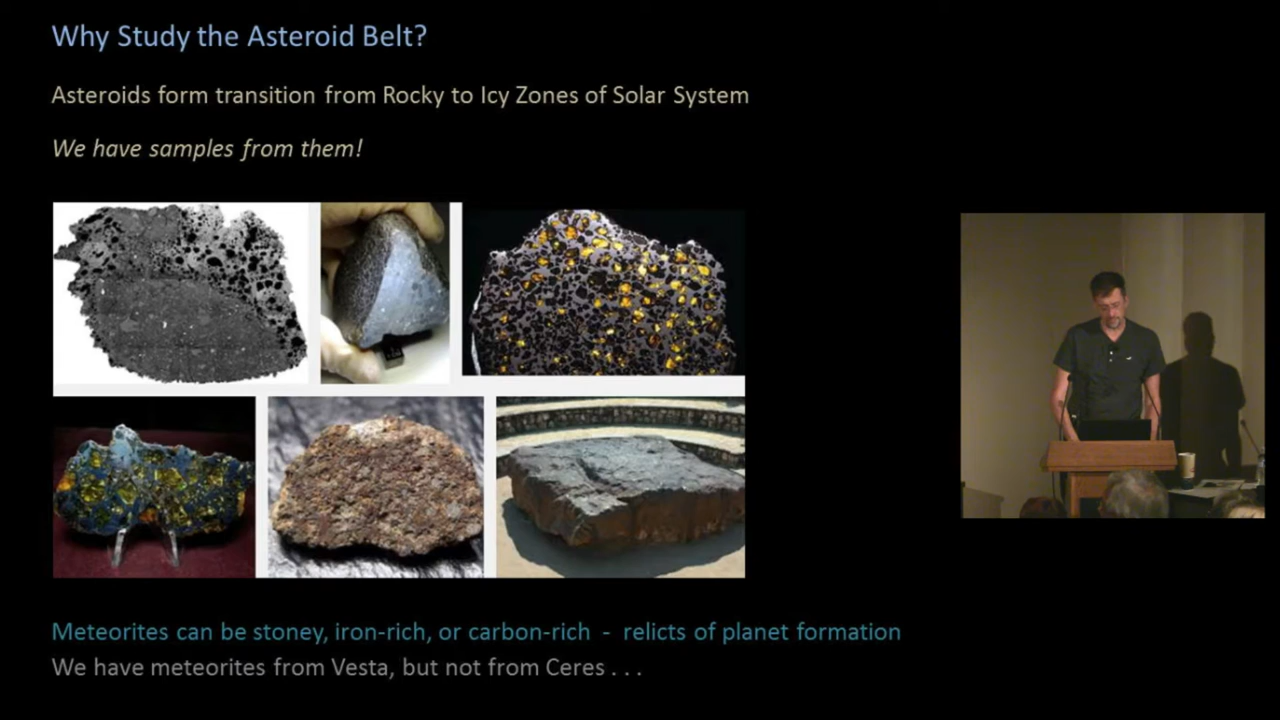 Why Study the Asteroid Belt?
Asteroids form transition from Rocky to Icy Zones of Solar System
We have samples from them!
Meteorites can be stoney, iron-rich, or carbon-rich - relicts of planet formation
We have meteorites from Vesta, but not from Ceres . . .